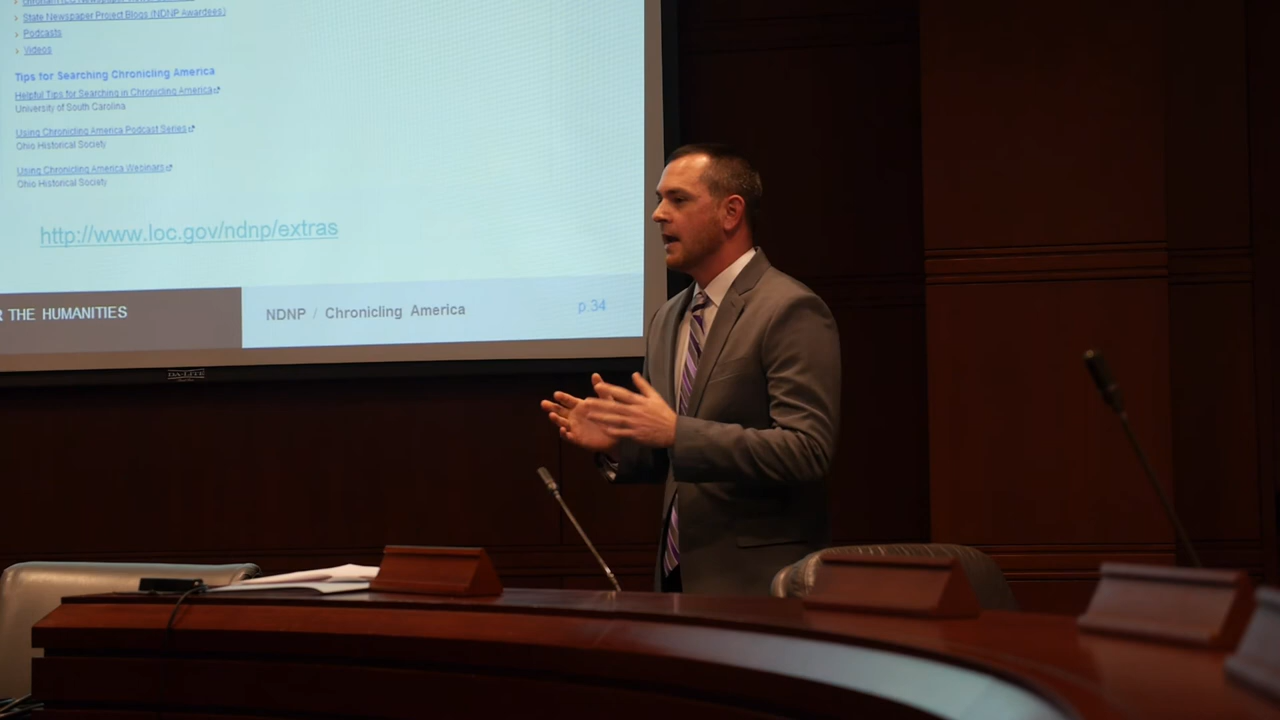 State Newspaper Project Blogs (NDNP Awardees)
Podcasts
Videos
Tips for Searching Chronicling America
Helpful Tips for Searching in Chronicling America
University of South Carolina
Using Chronicling America Podcast Series
Ohio Historical Society
Using Chronicling America Webinars
Ohio Historical Society
http://www.loc.gov/ndnp/extras
R THE HUMANITIES
NDNP / Chronicling America
p.34
DA-LITE